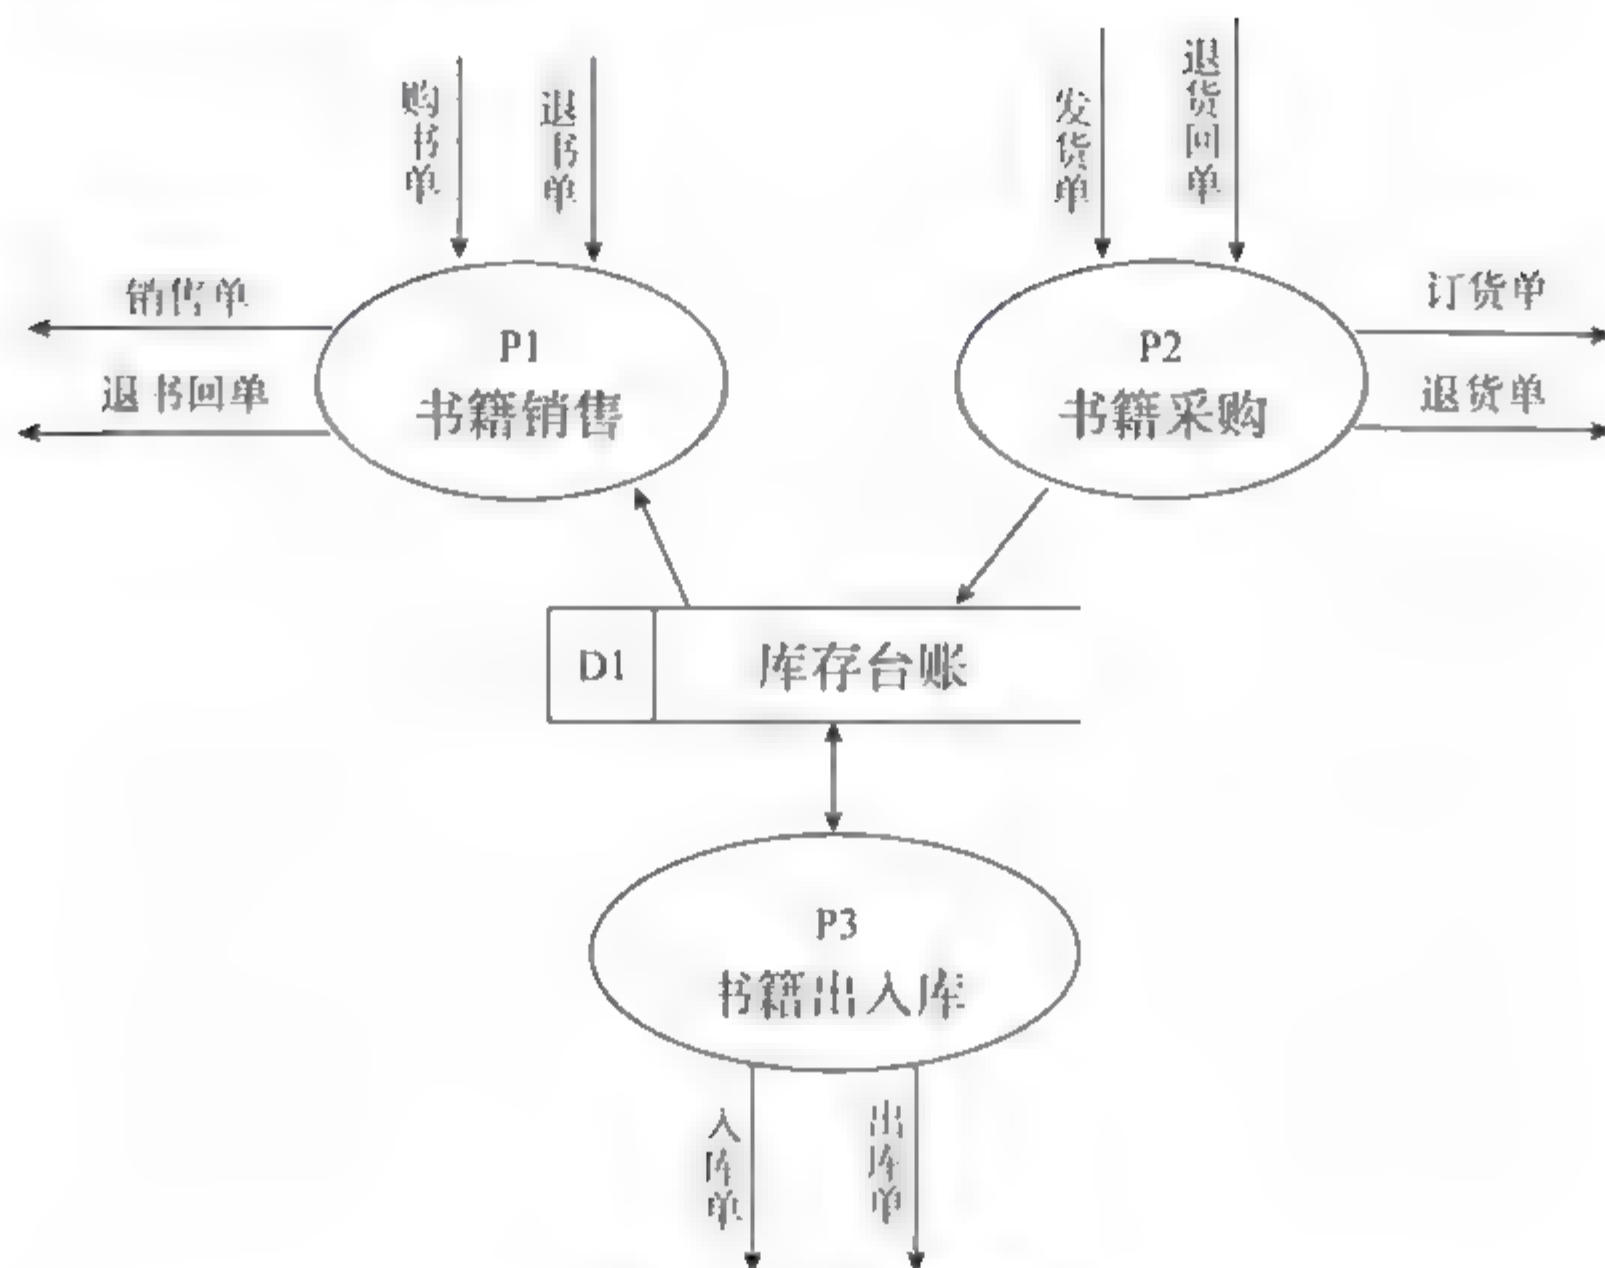 购书单
退书单
发货单
退货回单
销售单
退书回单
P1
书籍销售
P2
书籍采购
订货单
退货单
D1
库存台账
P3
书籍出入库
入库单
出库单